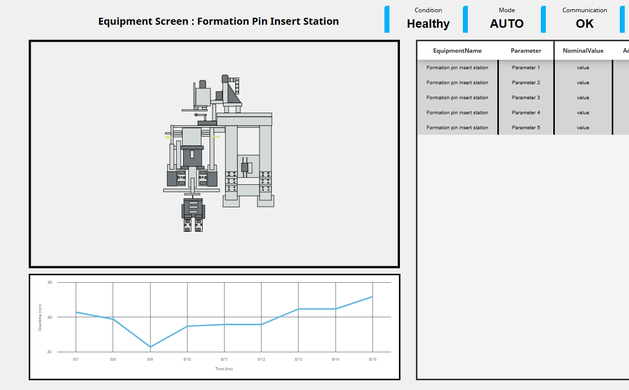 Equipment Screen : Formation Pin Insert Station
Condition
Healthy
Mode
AUTO
Communication
OK
EquipmentName Parameter NominalValue
Formation pin insert station Parameter 1 value
Formation pin insert station Parameter 2 value
Formation pin insert station Parameter 3 value
Formation pin insert station Parameter 4 value
Formation pin insert station Parameter 5 value
8/7 8/8 8/9 8/10 8/11 8/12 8/13 8/14 8/15
Time (hrs)